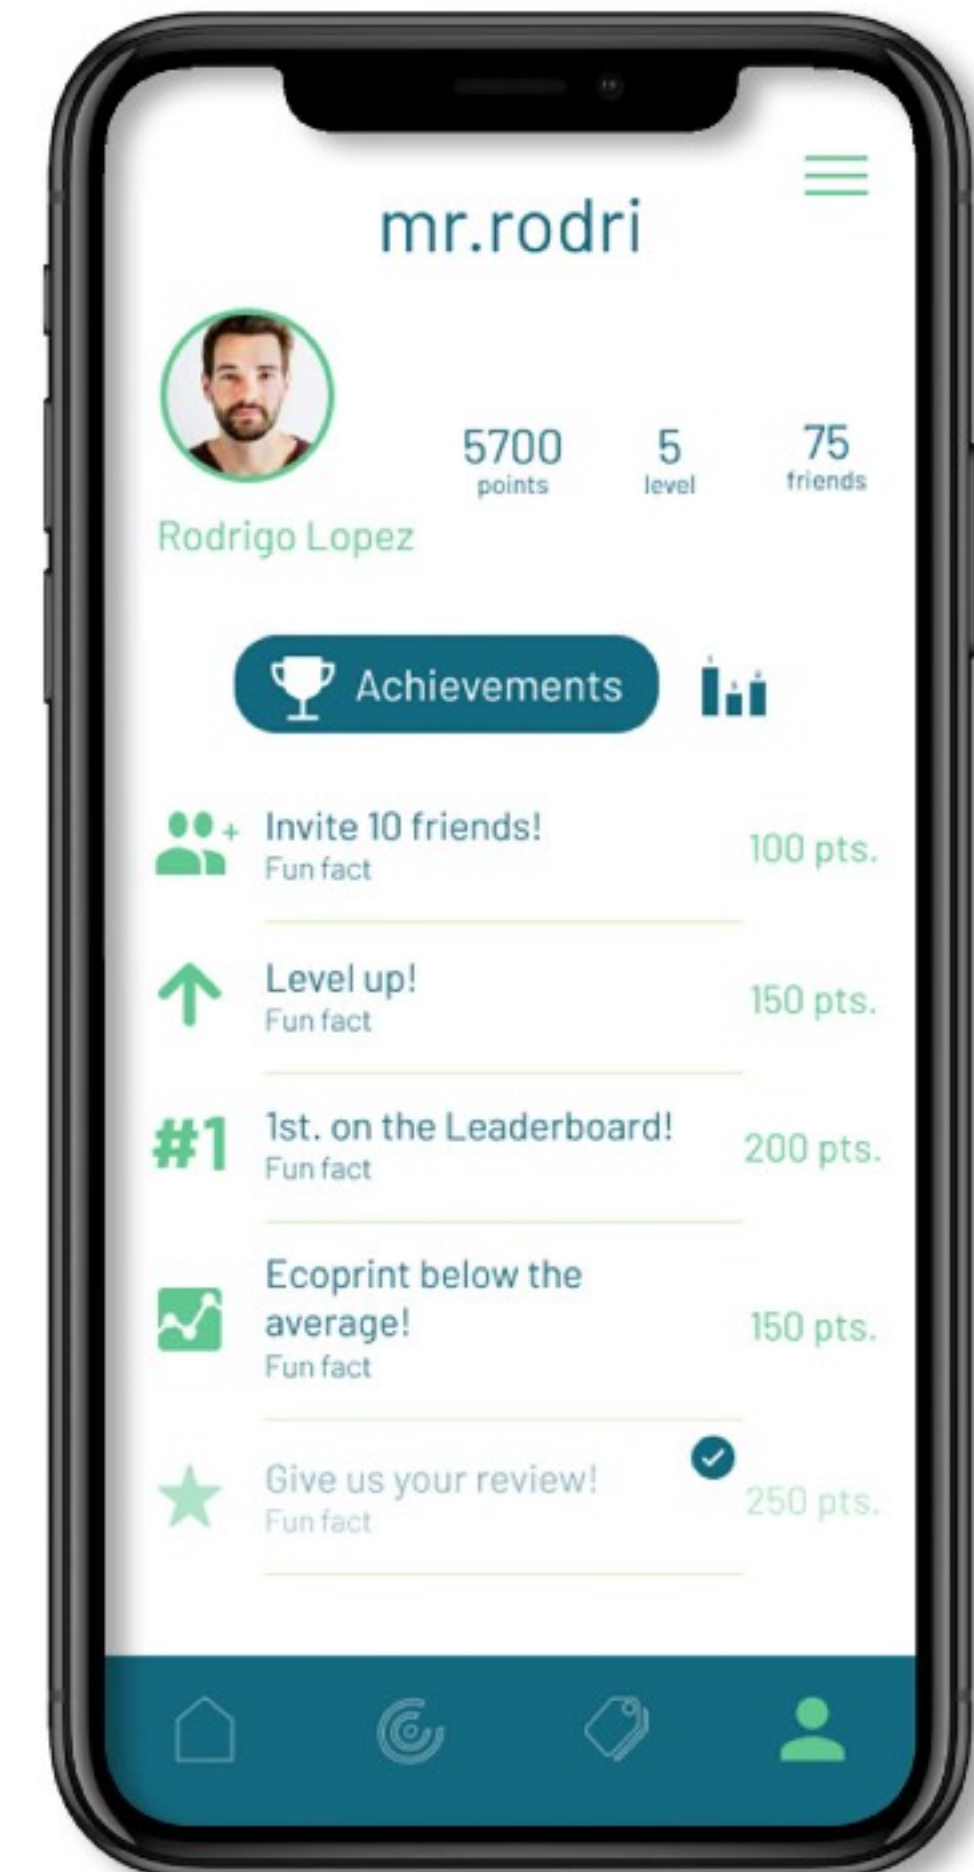 mr.rodri
5700 5 75
points level friends
Rodrigo Lopez
Achievements
Invite 10 friends!
Fun fact
100 pts.
Level up!
Fun fact
150 pts.
#1
1st. on the Leaderboard!
Fun fact
200 pts.
Ecoprint below the
average!
Fun fact
150 pts.
Give us your review!
Fun fact
250 pts.